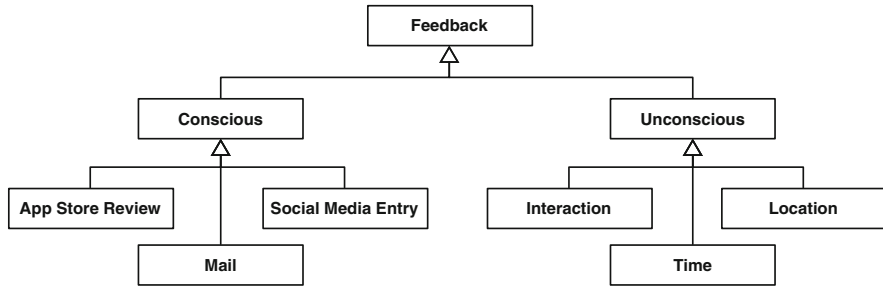 Feedback
Conscious
Unconscious
App Store Review
Social Media Entry
Interaction
Location
Mail
Time